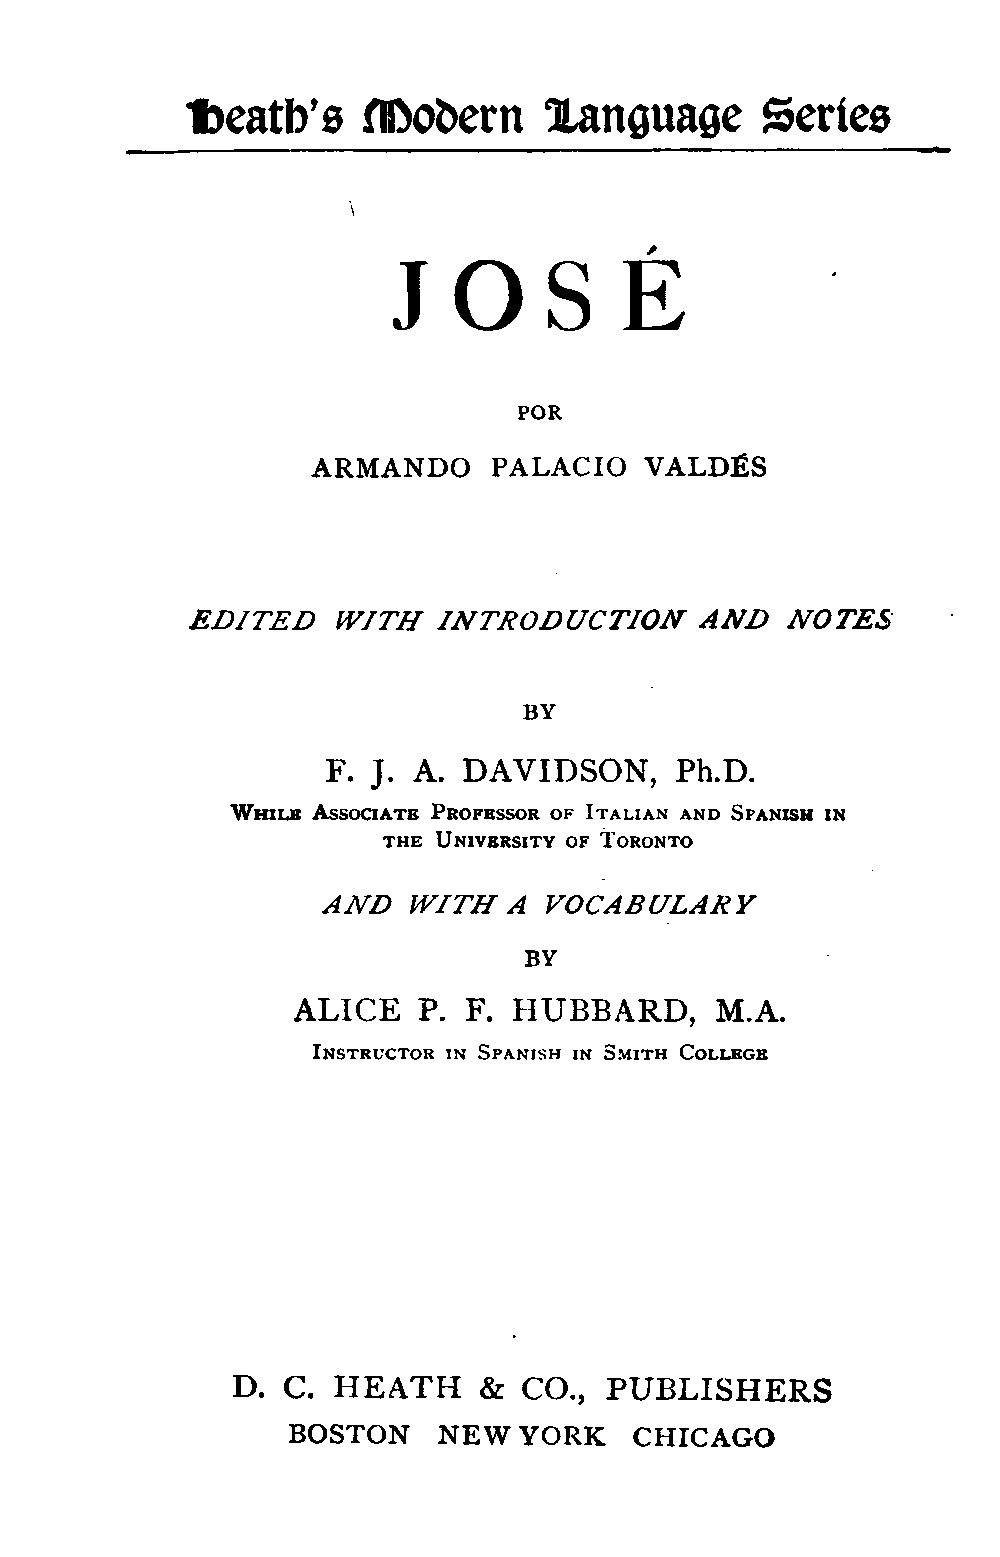 Heath's Modern Language Series
JOSÉ
POR
ARMANDO PALACIO VALDÉS
EDITED WITH INTRODUCTION AND NOTES
BY
F. J. A. DAVIDSON, Ph.D.
WHILE ASSOCIATE PROFESSOR OF ITALIAN AND SPANISH IN
THE UNIVERSITY OF TORONTO
AND WITH A VOCABULARY
BY
ALICE P. F. HUBBARD, M.A.
INSTRUCTOR IN SPANISH IN SMITH COLLEGE
D. C. HEATH & CO., PUBLISHERS
BOSTON NEW YORK CHICAGO